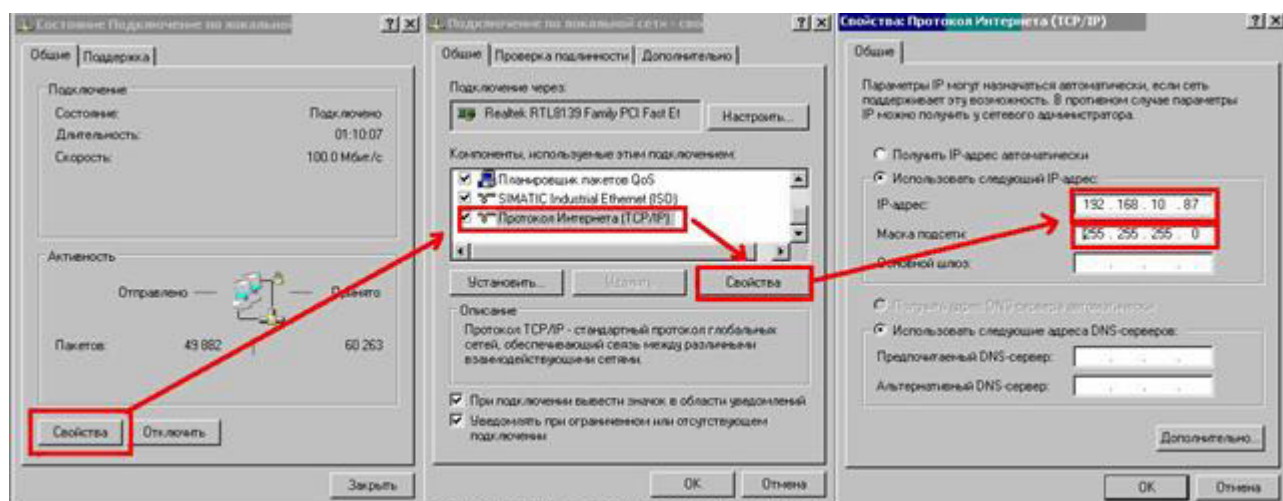 Состояние Подключение по локально
Общие
Поддержка
Подключение
Состояние: Подключено
Длительность: 01:10:07
Скорость: 100.0 Мбит/с
Активность
Отправлено — — Принято
Пакетов: 49 882 60 263
Свойства
Отключить
Закрыть
Подключение по локальной сети - свой
Общие
Проверка подлинности
Дополнительно
Подключение через:
Realtek RTL8139 Family PCI Fast Et
Настроить...
Компоненты, используемые этим подключением:
Планировщик пакетов QoS
SIMATIC Industrial Ethernet (ISO)
Протокол Интернета (TCP/IP)
Установить...
Удалить
Свойства
Описание
Протокол TCP/IP - стандартный протокол глобальных
сетей, обеспечивающий связь между различными
взаимодействующими сетями.
При подключении вывести значок в области уведомлений
Уведомлять при ограниченном или отсутствующем
подключении
OK
Отмена
Свойства: Протокол Интернета (TCP/IP)
Общие
Параметры IP могут назначаться автоматически, если сеть
поддерживает эту возможность. В противном случае параметры
IP можно получить у сетевого администратора.
Получить IP-адрес автоматически
Использовать следующий IP-адрес:
IP-адрес: 192 . 168 . 10 . 87
Маска подсети: 255 . 255 . 255 . 0
Основной шлюз:
Получить адрес DNS-сервера автоматически
Использовать следующие адреса DNS-серверов:
Предпочитаемый DNS-сервер:
Альтернативный DNS-сервер:
Дополнительно...
OK
Отмена